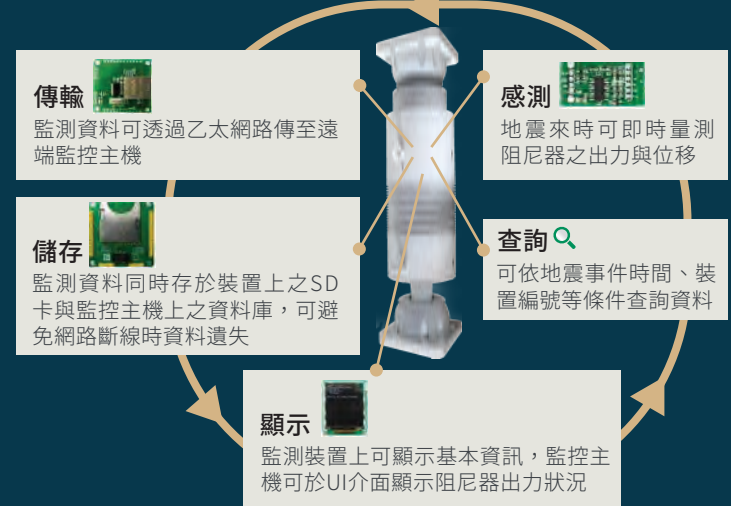 傳輸
監測資料可透過乙太網路傳至遠
端監控主機
感測
地震來時可即時量測
阻尼器之出力與位移
儲存
監測資料同時存於裝置上之SD
卡與監控主機上之資料庫，可避
免網路斷線時資料遺失
查詢
可依地震事件時間、裝
置編號等條件查詢資料
顯示
監測裝置上可顯示基本資訊，監控主
機可於UI介面顯示阻尼器出力狀況